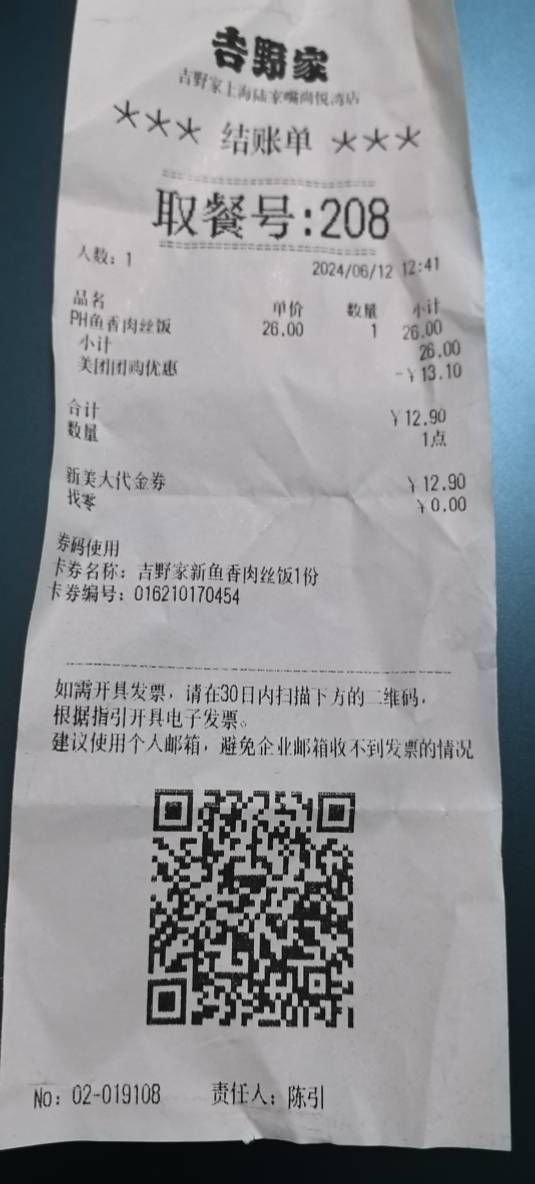 吉野家
吉野家上海陆家嘴尚悦湾店
*** 结账单 ***
取餐号:208
人数: 1
2024/06/12 12:41
品名 单价 数量 小计
PH鱼香肉丝饭 26.00 1 26.00
小计 26.00
美团团购优惠 -¥13.10
合计 ¥12.90
数量 1点
新美大代金券 ¥12.90
找零 ¥0.00
券码使用
卡券名称: 吉野家新鱼香肉丝饭1份
卡券编号: 016210170454
如需开具发票, 请在30日内扫描下方的二维码,
根据指引开具电子发票。
建议使用个人邮箱, 避免企业邮箱收不到发票的情况
No: 02-019108 责任人: 陈引